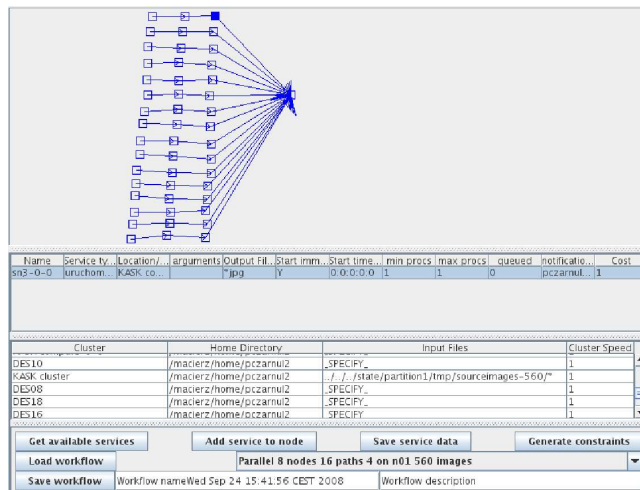 Name Service ty... Location/... arguments Output Fil... Start imm... Start time... min procs max procs queued notificatio... Cost
sn3-0-0 uruchom... KASK co... *jpg Y 0:0:0:0:0 1 1 0 pczarnul... 1
Cluster Home Directory Input Files Cluster Speed
/macierz/home/pczarnul2 _SPECIFY_ 1
DES10 /macierz/home/pczarnul2 _SPECIFY_ 1
KASK cluster /macierz/home/pczarnul2 ../../../state/partition1/tmp/sourceimages-560/* 1
DES08 /macierz/home/pczarnul2 _SPECIFY_ 1
DES18 /macierz/home/pczarnul2 _SPECIFY_ 1
DES16 /macierz/home/pczarnul2 _SPECIFY_ 1
Get available services Add service to node Save service data Generate constraints
Load workflow Parallel 8 nodes 16 paths 4 on n01 560 images
Save workflow Workflow nameWed Sep 24 15:41:56 CEST 2008 Workflow description